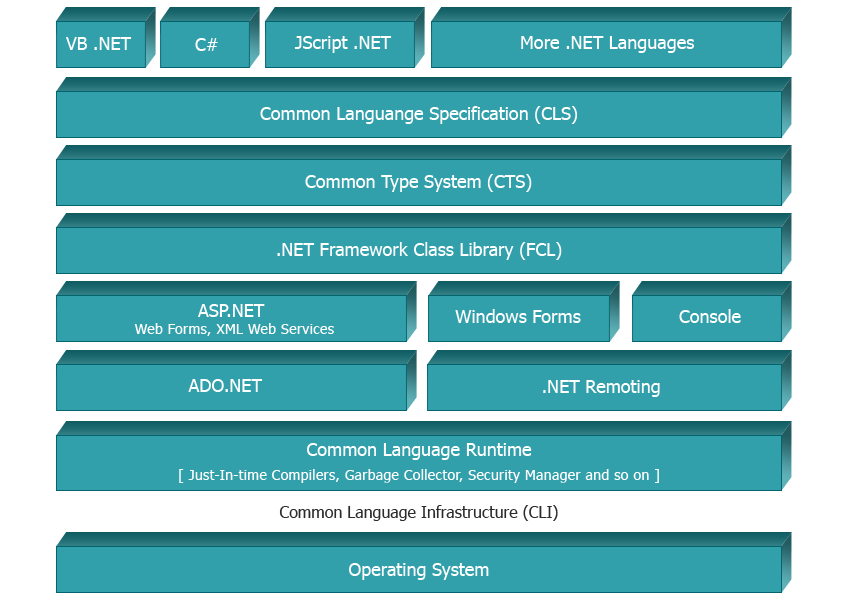 VB .NET
C#
JScript .NET
More .NET Languages
Common Languange Specification (CLS)
Common Type System (CTS)
.NET Framework Class Library (FCL)
ASP.NET
Web Forms, XML Web Services
Windows Forms
Console
ADO.NET
.NET Remoting
Common Language Runtime
[ Just-In-time Compilers, Garbage Collector, Security Manager and so on ]
Common Language Infrastructure (CLI)
Operating System